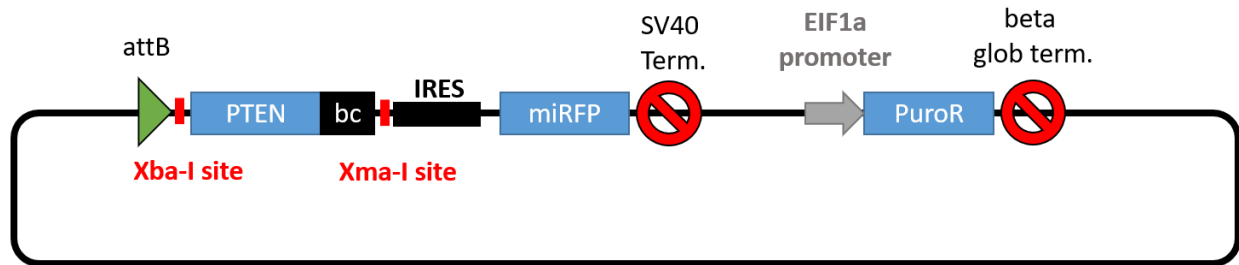 attB
SV40
Term.
EIF1a
promoter
beta
glob term.
IRES
PTEN
bc
miRFP
PuroR
Xba-I site
Xma-I site